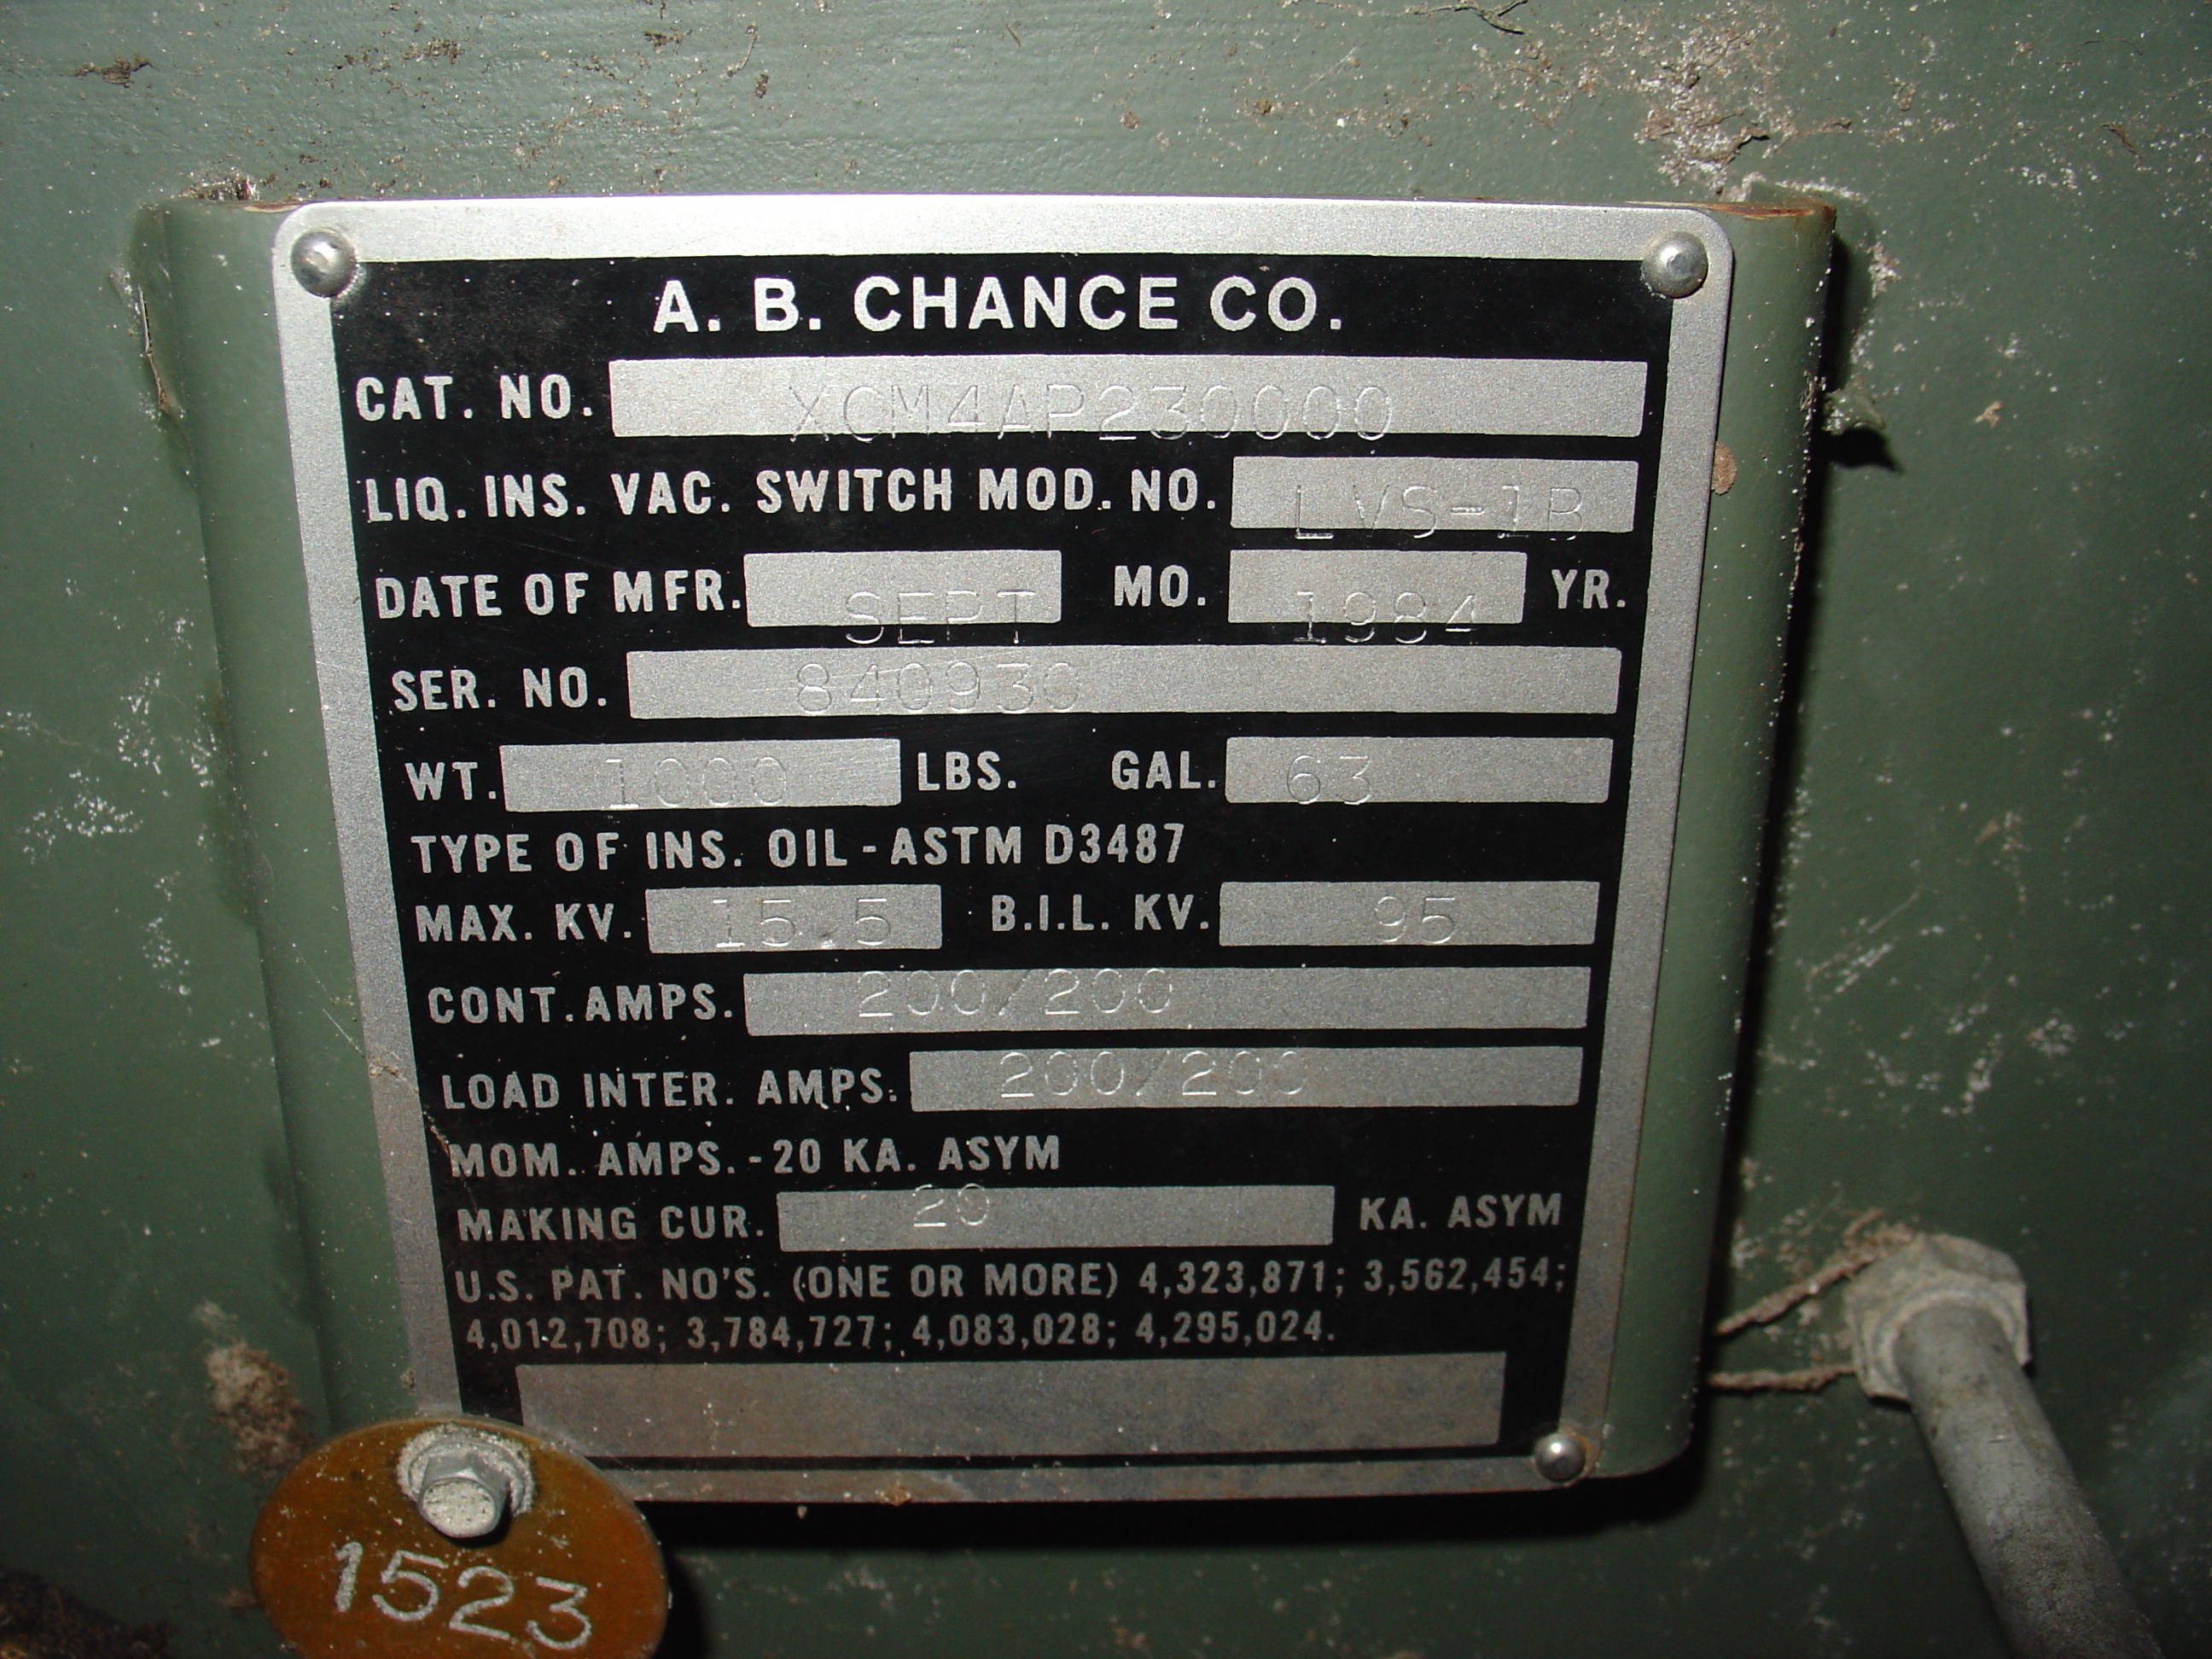 A. B. CHANCE CO.
CAT. NO. XCM4AP230000
LIQ. INS. VAC. SWITCH MOD. NO. LVS-1B
DATE OF MFR. SEPT MO. 1984 YR.
SER. NO. 840930
WT. 1000 LBS. GAL. 63
TYPE OF INS. OIL - ASTM D3487
MAX. KV. 15.5 B.I.L. KV. 95
CONT. AMPS. 200/200
LOAD INTER. AMPS. 200/200
MOM. AMPS. - 20 KA. ASYM
MAKING CUR. 20 KA. ASYM
U.S. PAT. NO'S. (ONE OR MORE) 4,323,871; 3,562,454;
4,012,708; 3,784,727; 4,083,028; 4,295,024.
1523